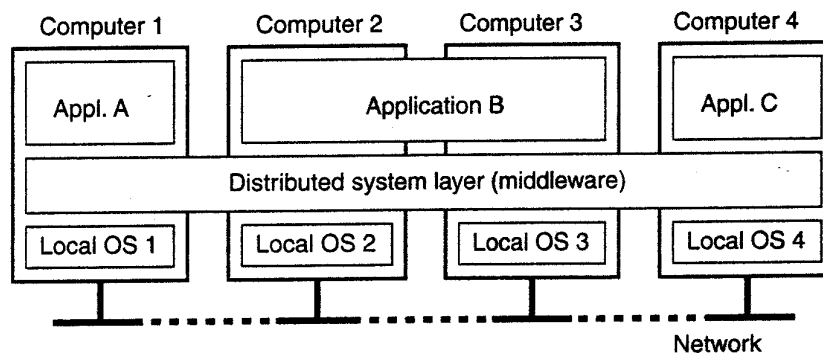 Computer 1 Computer 2 Computer 3 Computer 4
Appl. A Application B Appl. C
Distributed system layer (middleware)
Local OS 1 Local OS 2 Local OS 3 Local OS 4
Network